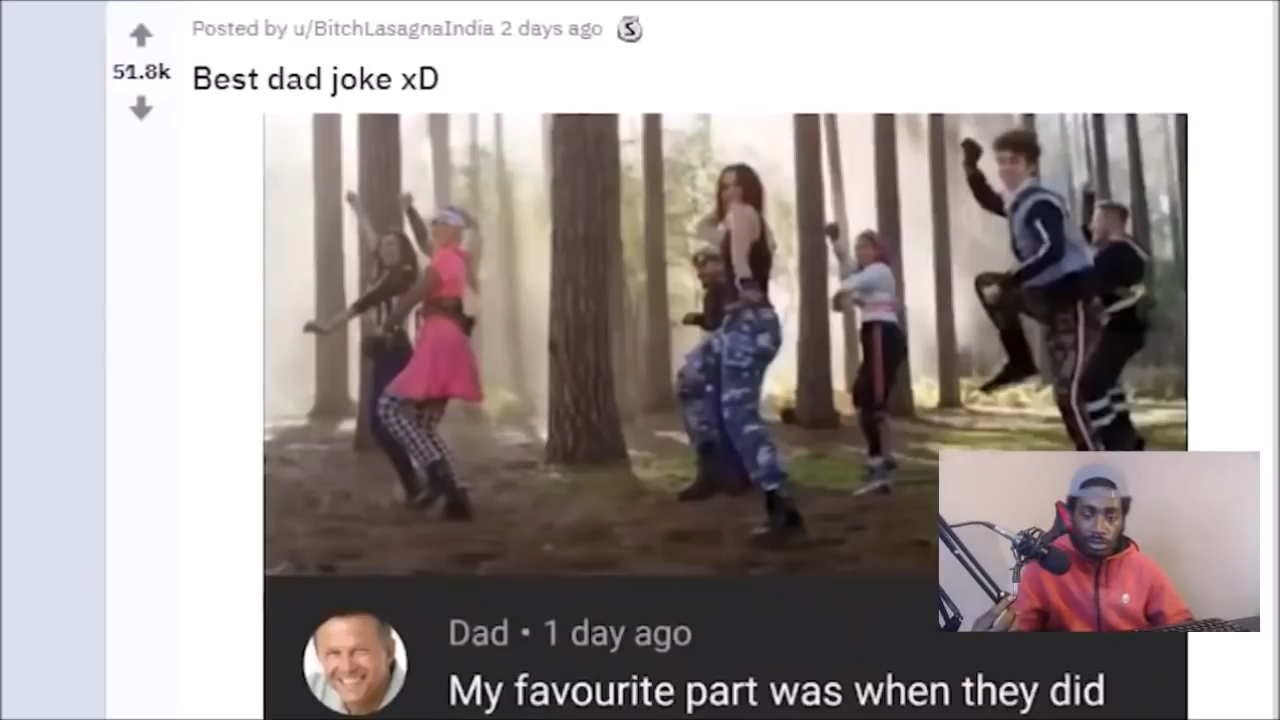 Posted by u/BitchLasagnaIndia 2 days ago
51.8k
Best dad joke xD
Dad • 1 day ago
My favourite part was when they did